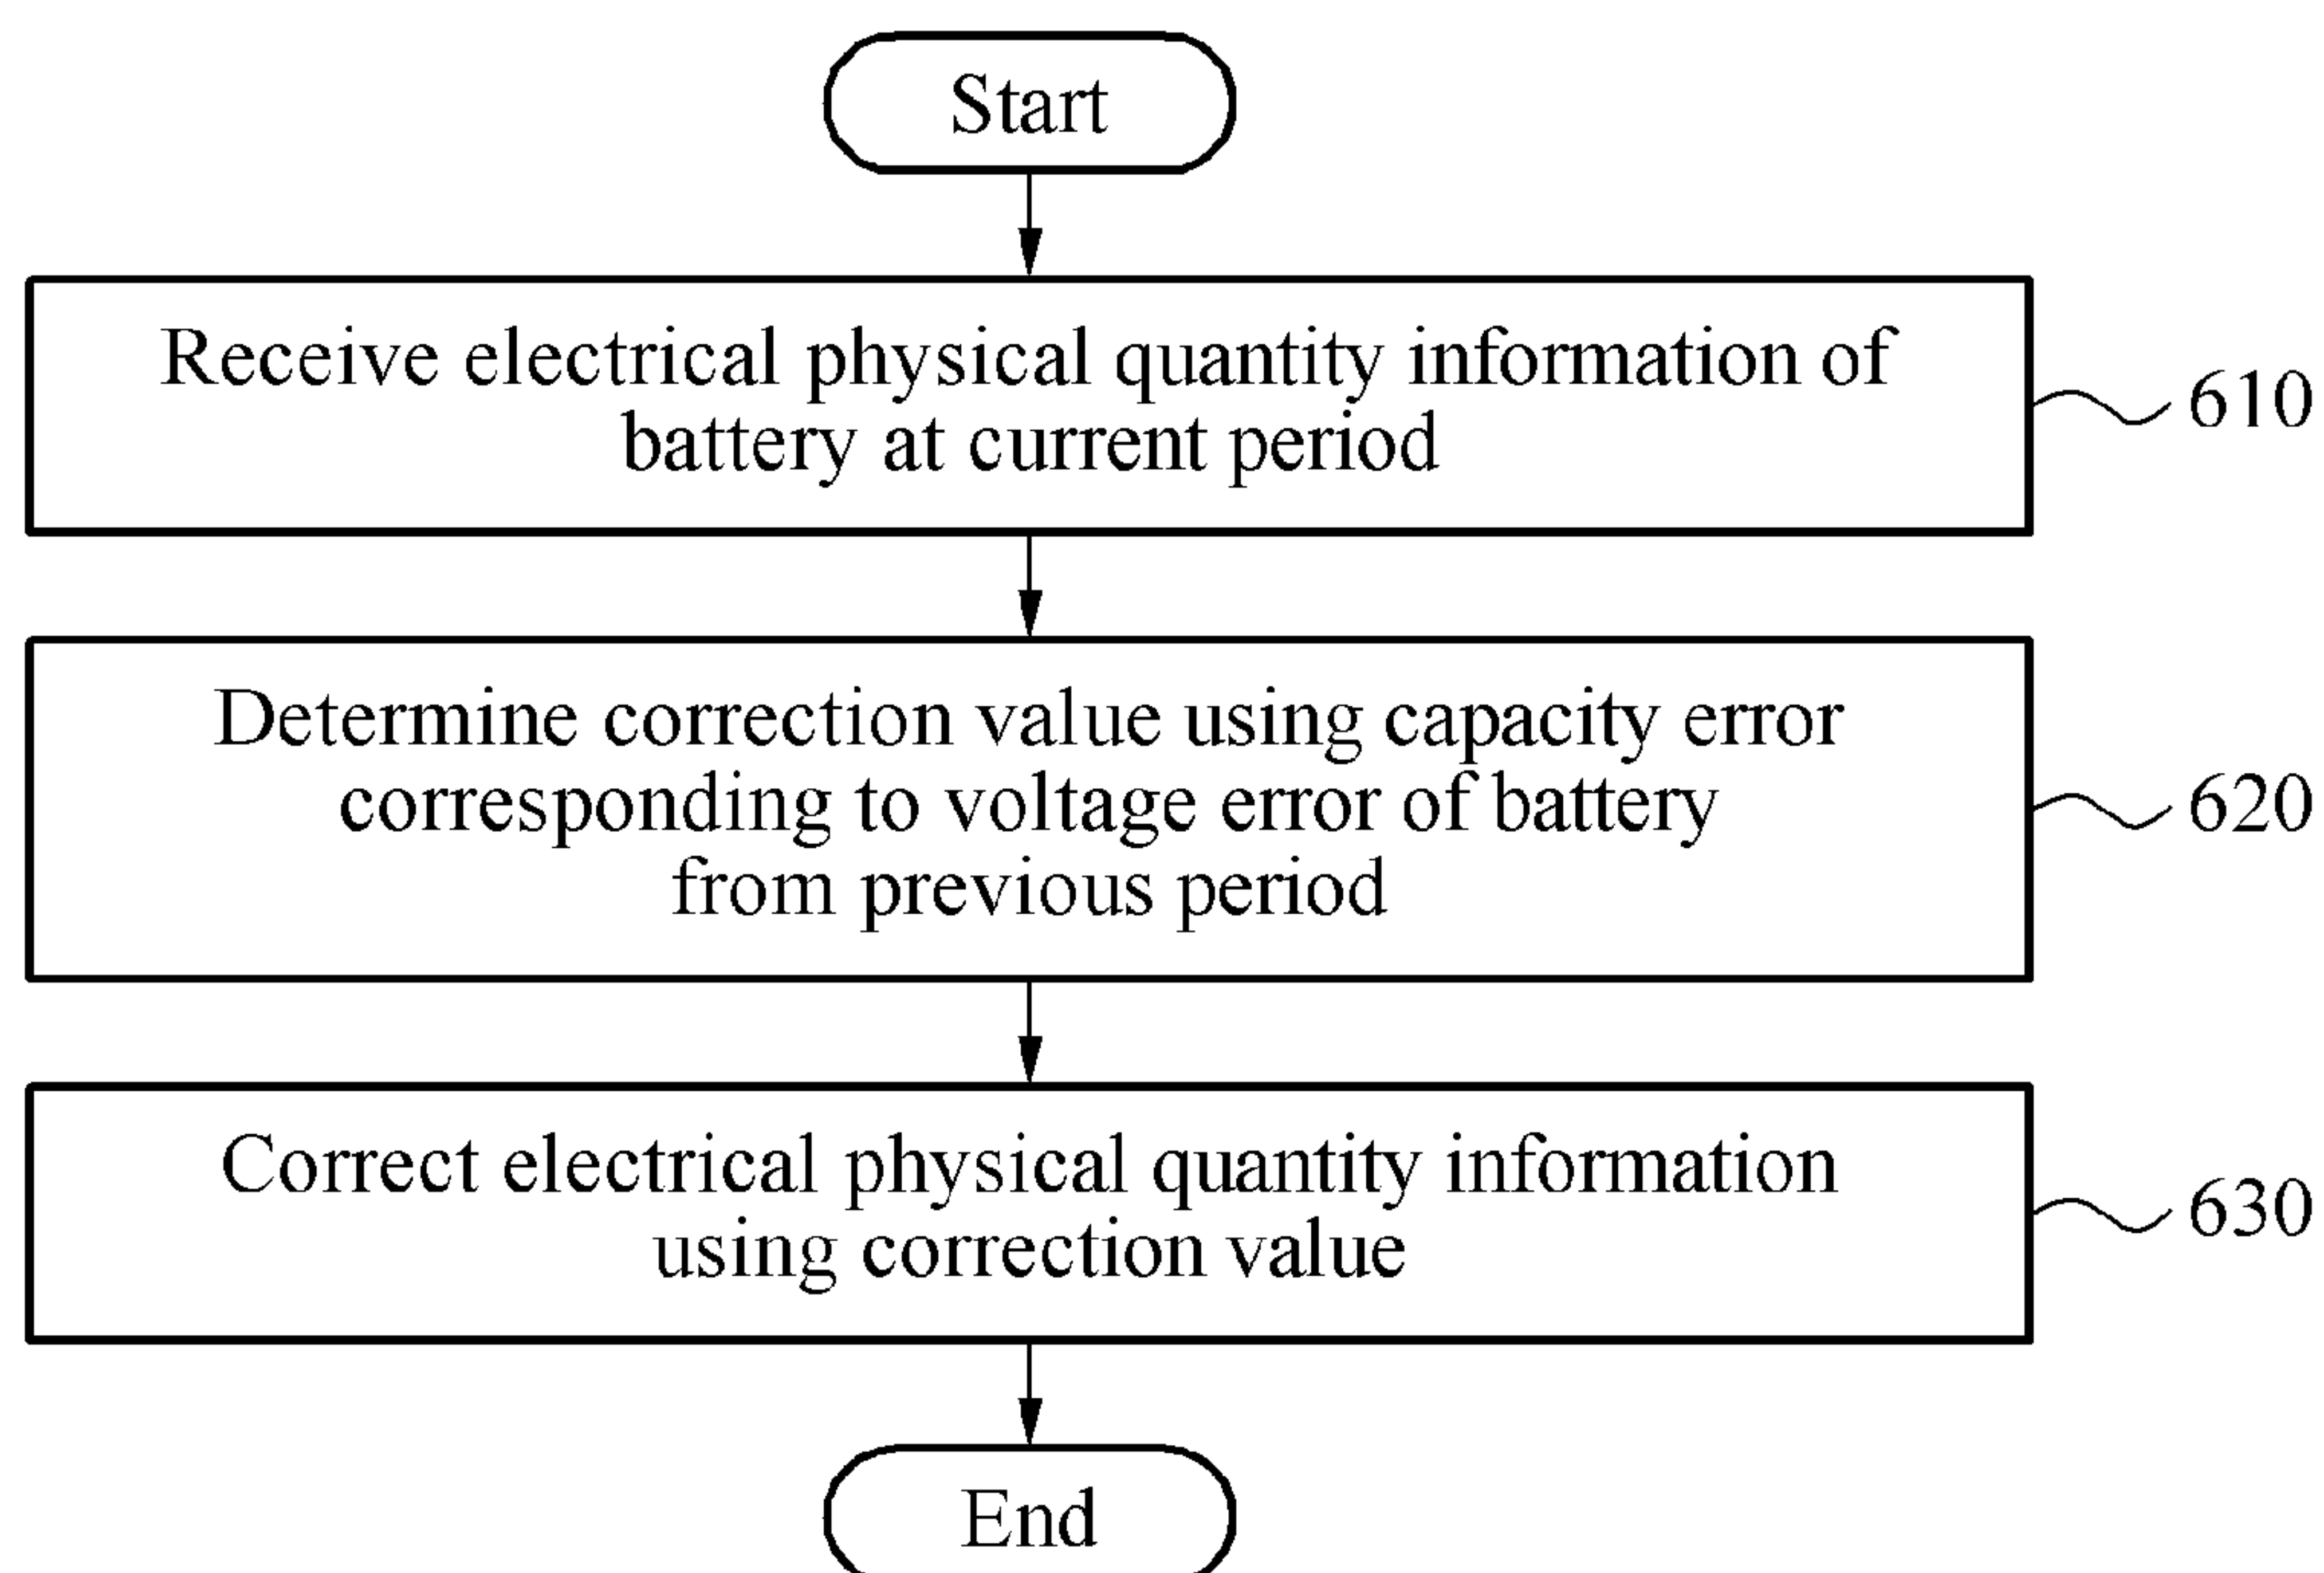 Start
Receive electrical physical quantity information of
battery at current period
610
Determine correction value using capacity error
corresponding to voltage error of battery
from previous period
620
Correct electrical physical quantity information
using correction value
630
End